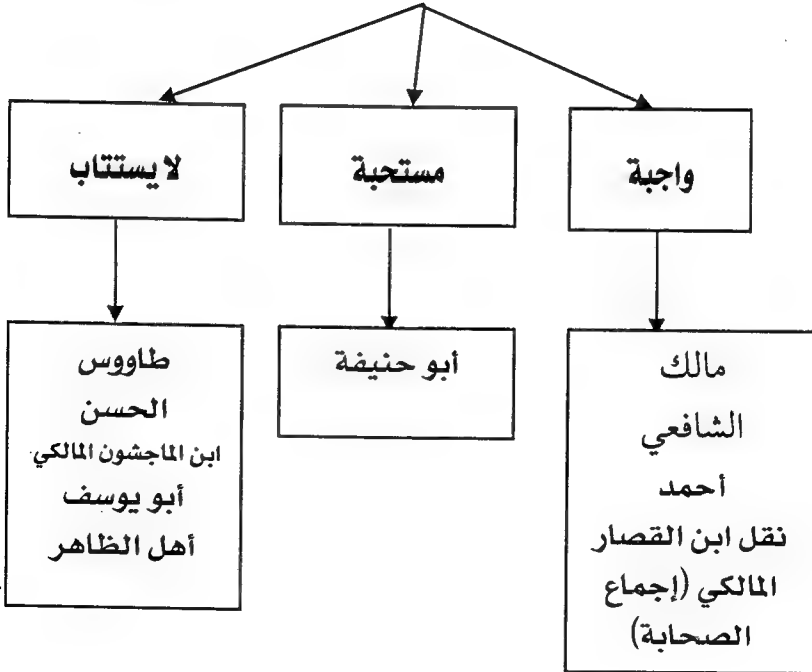 واجبة
مستحبة
لا يستتاب
مالك
الشافعي
أحمد
نقل ابن القصار
المالكي (إجماع
الصحابة)
أبو حنيفة
طاووس
الحسن
ابن الماجشون المالكي
أبو يوسف
أهل الظاهر